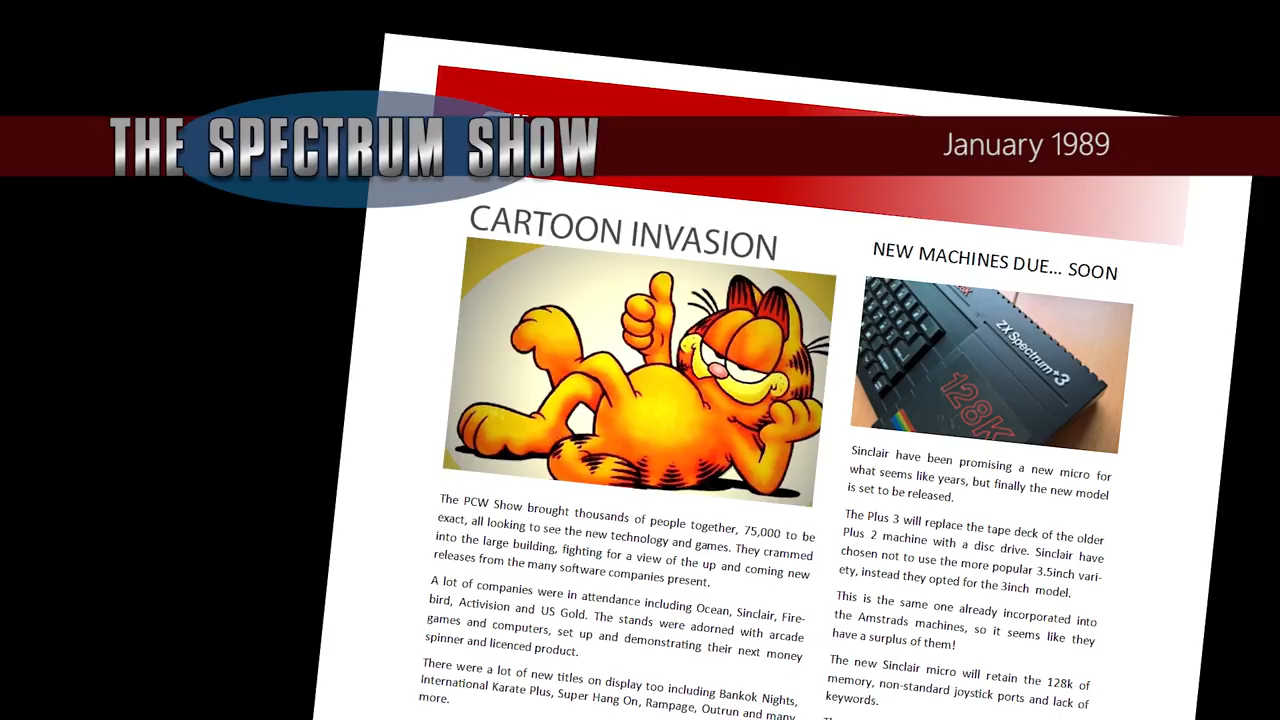 THE SPECTRUM SHOW
January 1989
CARTOON INVASION
The PCW Show brought thousands of people together, 75,000 to be
exact, all looking to see the new technology and games. They crammed
into the large building, fighting for a view of the up and coming new
releases from the many software companies present.
A lot of companies were in attendance including Ocean, Sinclair, Fire-
bird, Activision and US Gold. The stands were adorned with arcade
games and computers, set up and demonstrating their next money
spinner and licenced product.
There were a lot of new titles on display too including Bankok Nights,
International Karate Plus, Super Hang On, Rampage, Outrun and many
more.
NEW MACHINES DUE... SOON
ZX Spectrum+3
128K
Sinclair have been promising a new micro for
what seems like years, but finally the new model
is set to be released.
The Plus 3 will replace the tape deck of the older
Plus 2 machine with a disc drive. Sinclair have
chosen not to use the more popular 3.5inch vari-
ety, instead they opted for the 3inch model.
This is the same one already incorporated into
the Amstrads machines, so it seems like they
have a surplus of them!
The new Sinclair micro will retain the 128k of
memory, non-standard joystick ports and lack of
keywords.